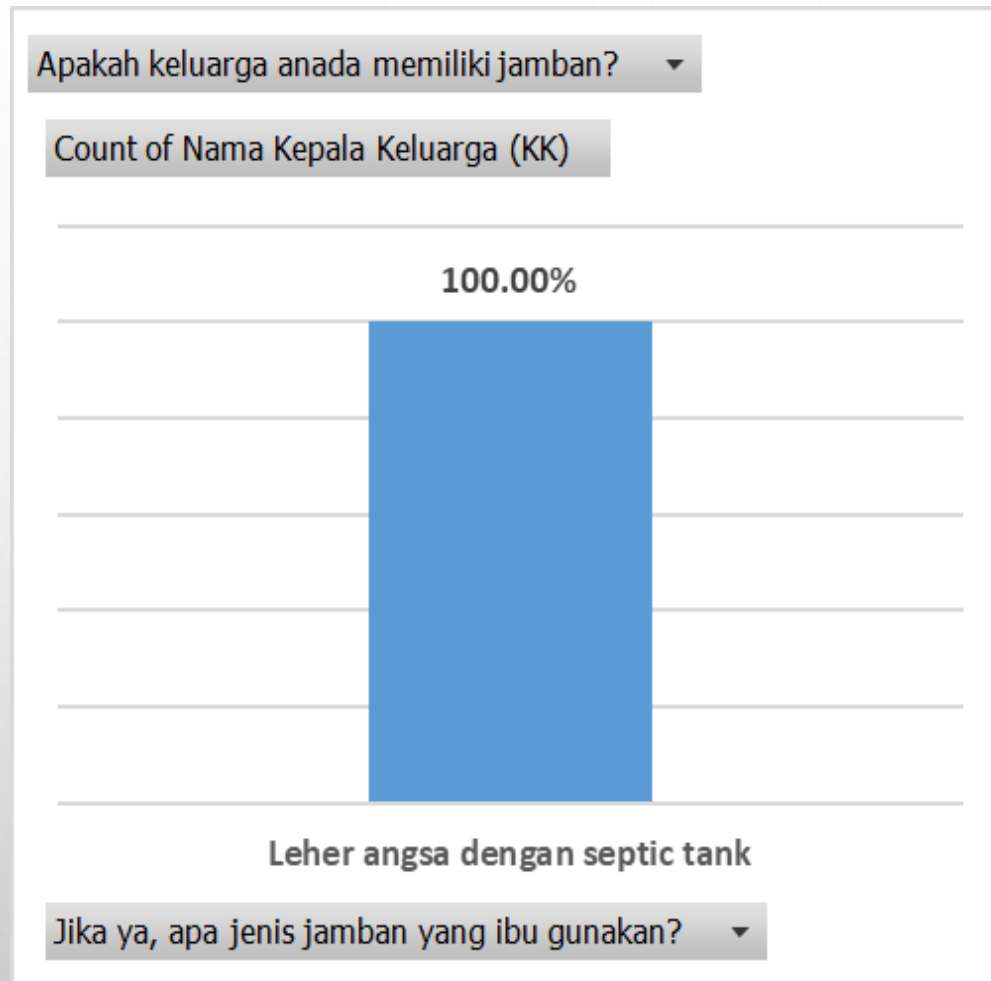 Apakah keluarga anada memiliki jamban?
Count of Nama Kepala Keluarga (KK)
100.00%
Leher angsa dengan septic tank
Jika ya, apa jenis jamban yang ibu gunakan?